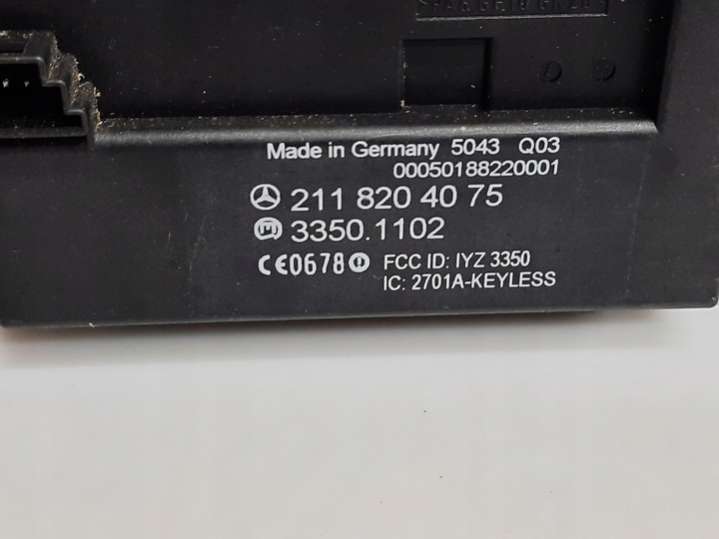 Made in Germany 5043 Q03
00050188220001
211 820 40 75
3350.1102
CE0678
FCC ID: IYZ 3350
IC: 2701A-KEYLESS